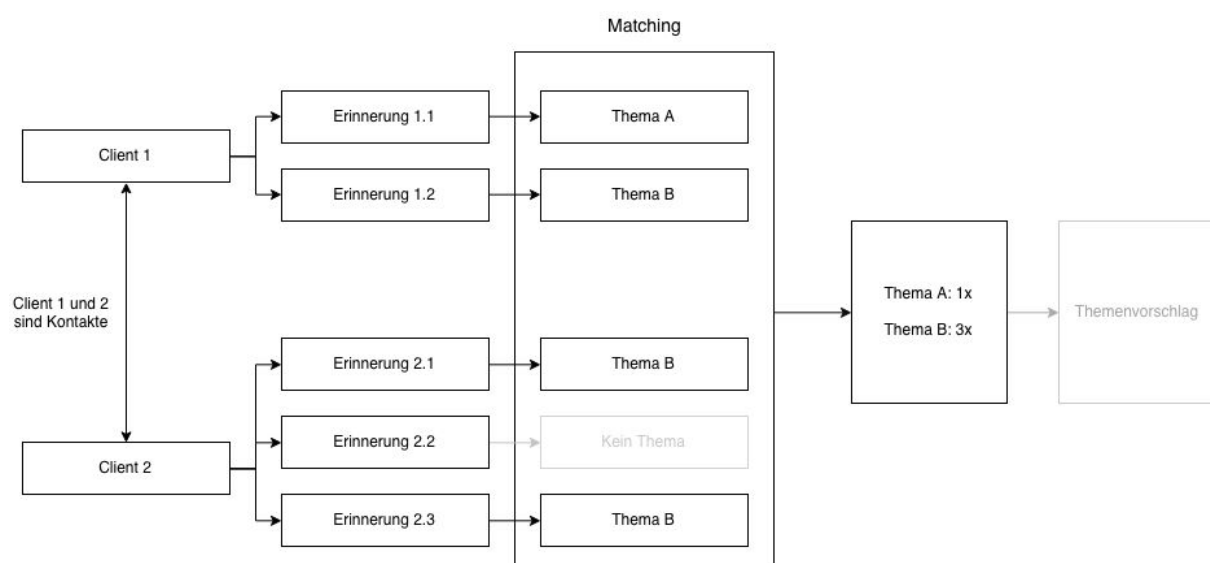 Matching
Erinnerung 1.1
Thema A
Client 1
Erinnerung 1.2
Thema B
Client 1 und 2
sind Kontakte
Thema A: 1x
Thema B: 3x
Themenvorschlag
Erinnerung 2.1
Thema B
Erinnerung 2.2
Kein Thema
Client 2
Erinnerung 2.3
Thema B